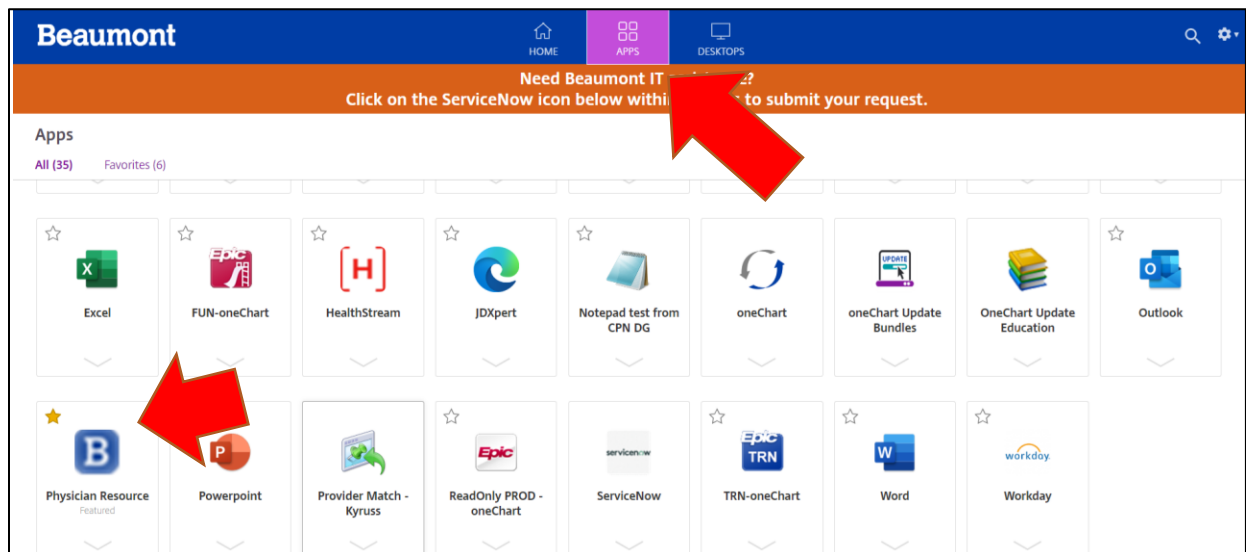 Beaumont
HOME
APPS
DESKTOPS
Need Beaumont IT
Click on the ServiceNow icon below to submit your request.
Apps
All (35)
Favorites (6)
X
Epic
[H]
UPDATE
O
Excel
FUN-oneChart
HealthStream
JDXpert
Notepad test from
CPN DG
oneChart
oneChart Update
Bundles
OneChart Update
Education
Outlook
B
P
Epic
servicenow
Epic
TRN
W
workday.
Physician Resource
Featured
Powerpoint
Provider Match -
Kyruss
ReadOnly PROD -
oneChart
ServiceNow
TRN-oneChart
Word
Workday